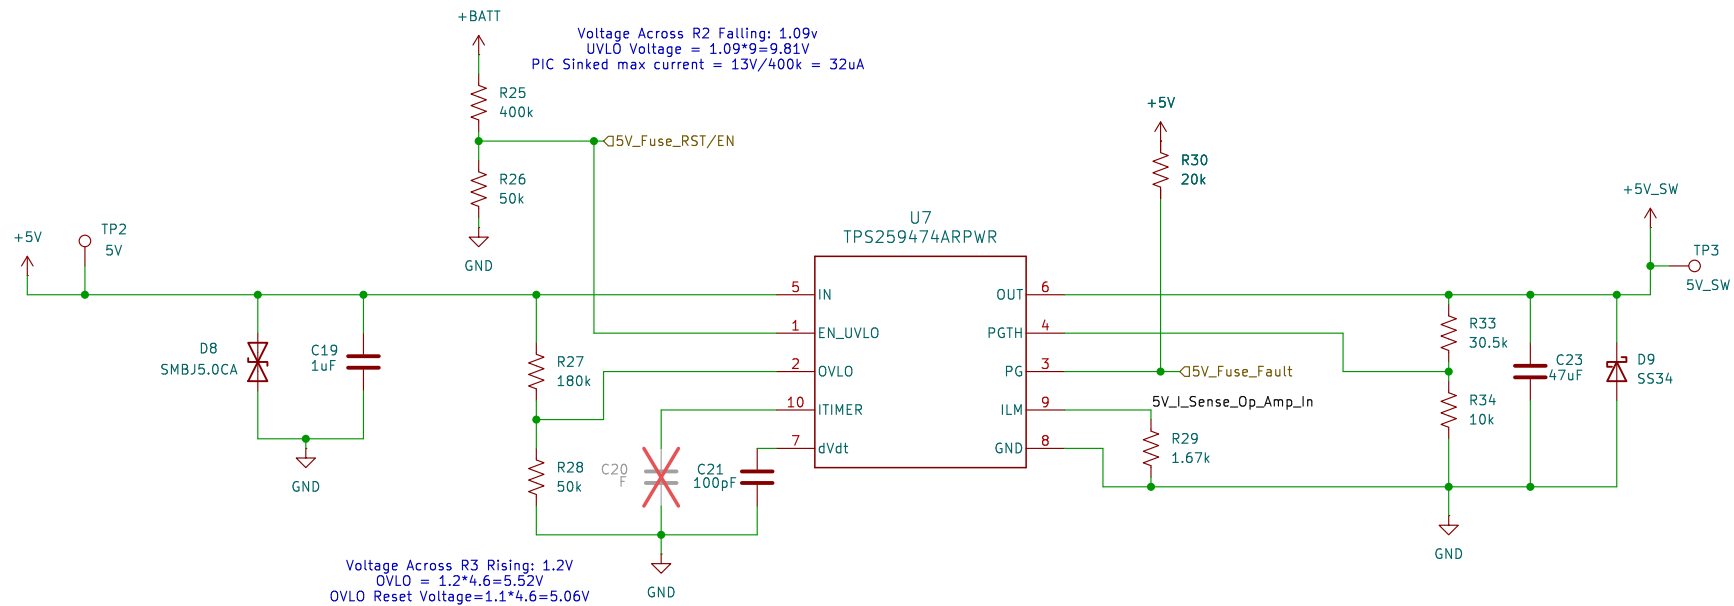 +BATT
Voltage Across R2 Falling: 1.09v
UVLO Voltage = 1.09*9=9.81V
PIC Sinked max current = 13V/400k = 32uA
R25
400k
5V_Fuse_RST/EN
R26
50k
GND
+5V
R30
20k
+5V_SW
TP3
5V_SW
+5V
TP2
5V
U7
TPS259474ARPWR
5
IN
1
EN_UVLO
2
OVLO
10
ITIMER
7
dVdt
OUT
6
PGTH
4
PG
3
ILM
9
GND
8
D8
SMBJ5.0CA
C19
1uF
GND
R27
180k
R28
50k
C20
F
C21
100pF
GND
5V_Fuse_Fault
5V_I_Sense_Op_Amp_In
R29
1.67k
R33
30.5k
R34
10k
C23
47uF
D9
SS34
GND
Voltage Across R3 Rising: 1.2V
OVLO = 1.2*4.6=5.52V
OVLO Reset Voltage=1.1*4.6=5.06V